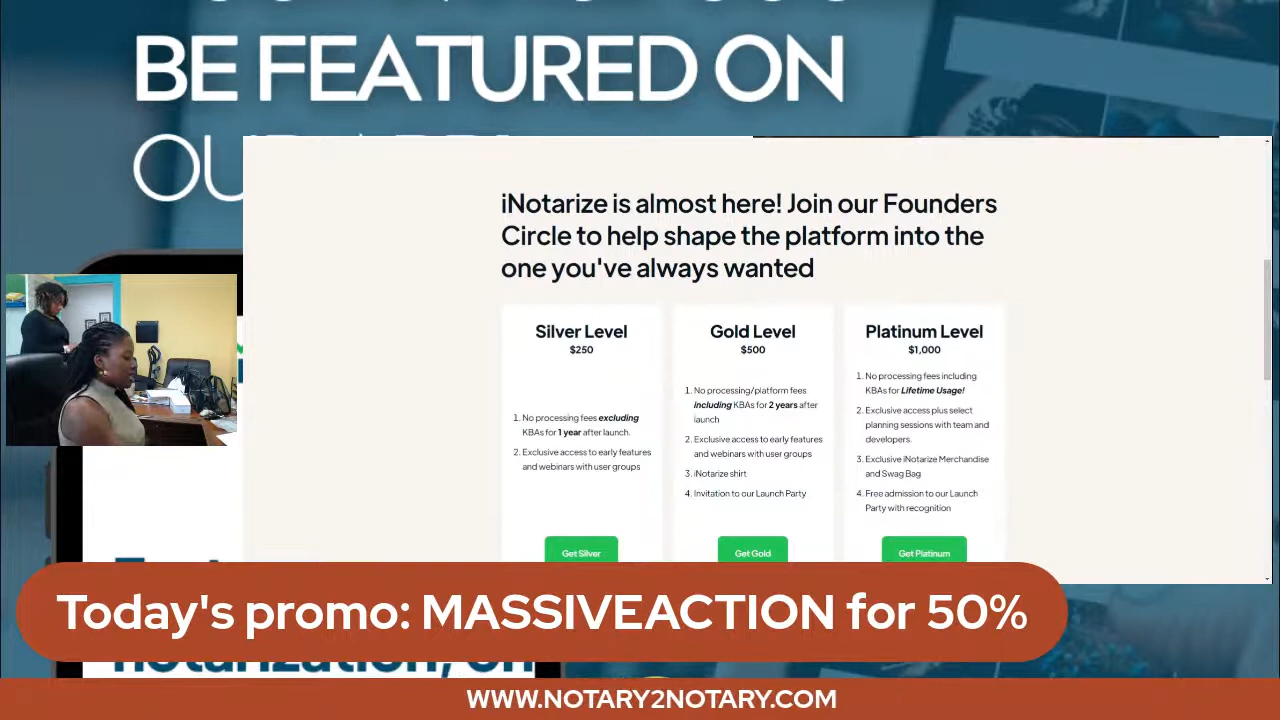 BE FEATURED ON
iNotarize is almost here! Join our Founders
Circle to help shape the platform into the
one you've always wanted
Silver Level
$250
1. No processing fees excluding
KBAs for 1 year after launch.
2. Exclusive access to early features
and webinars with user groups
Get Silver
Gold Level
$500
1. No processing/platform fees
including KBAs for 2 years after
launch
2. Exclusive access to early features
and webinars with user groups
3. iNotarize shirt
4. Invitation to our Launch Party
Get Gold
Platinum Level
$1,000
1. No processing fees including
KBAs for Lifetime Usage!
2. Exclusive access plus select
planning sessions with team and
developers.
3. Exclusive iNotarize Merchandise
and Swag Bag
4. Free admission to our Launch
Party with recognition
Get Platinum
Today's promo: MASSIVEACTION for 50%
WWW.NOTARY2NOTARY.COM